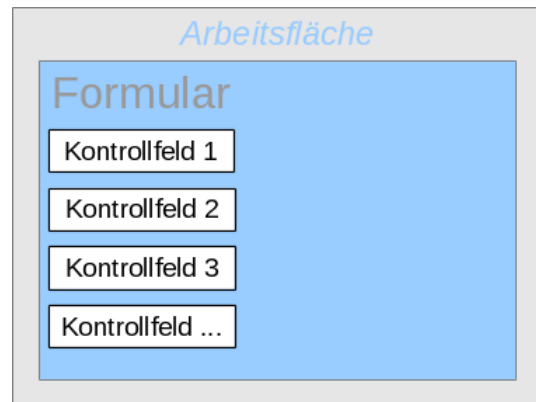 Arbeitsfläche
Formular
Kontrollfeld 1
Kontrollfeld 2
Kontrollfeld 3
Kontrollfeld ...